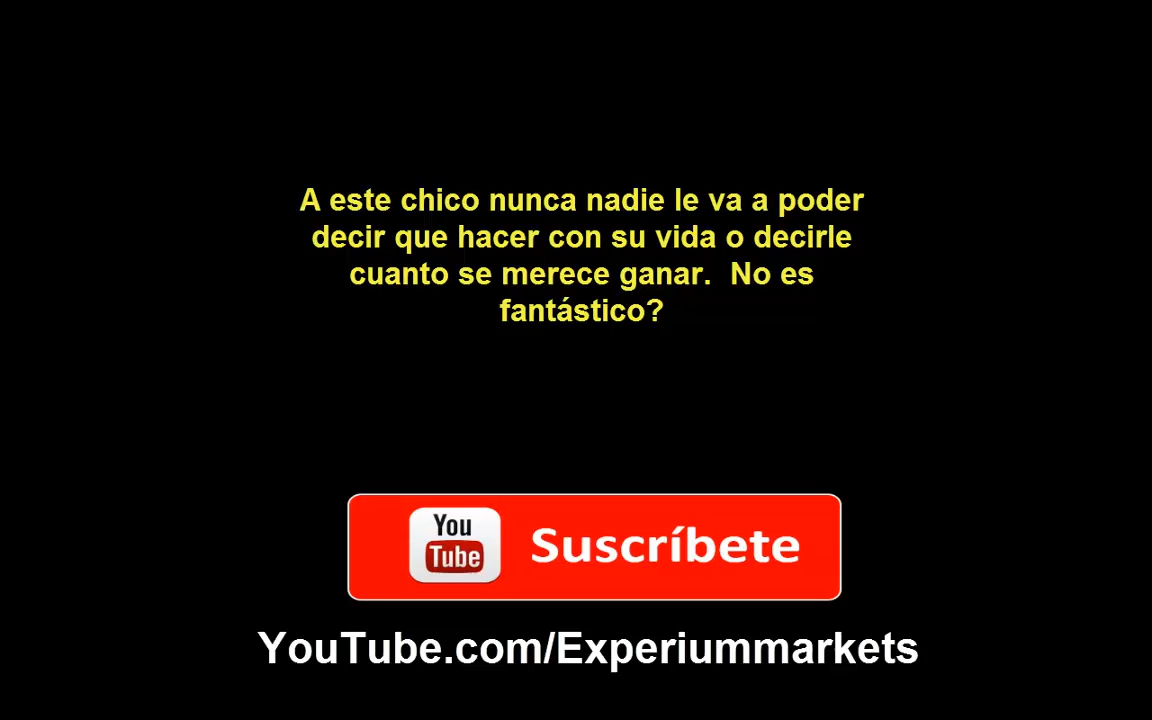 A este chico nunca nadie le va a poder
decir que hacer con su vida o decirle
cuanto se merece ganar.  No es
fantástico?
You
Tube
Suscríbete
YouTube.com/Experiummarkets